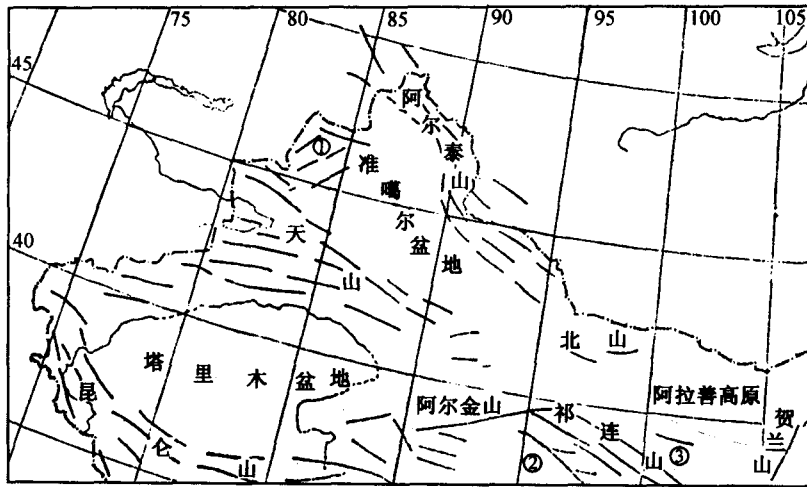 75 80 85 90 95 100 105
45
40
阿尔泰山
①
准噶尔盆地
天山
北山
塔里木盆地
昆仑山
阿尔金山
祁连山
阿拉善高原
贺兰山
②
③